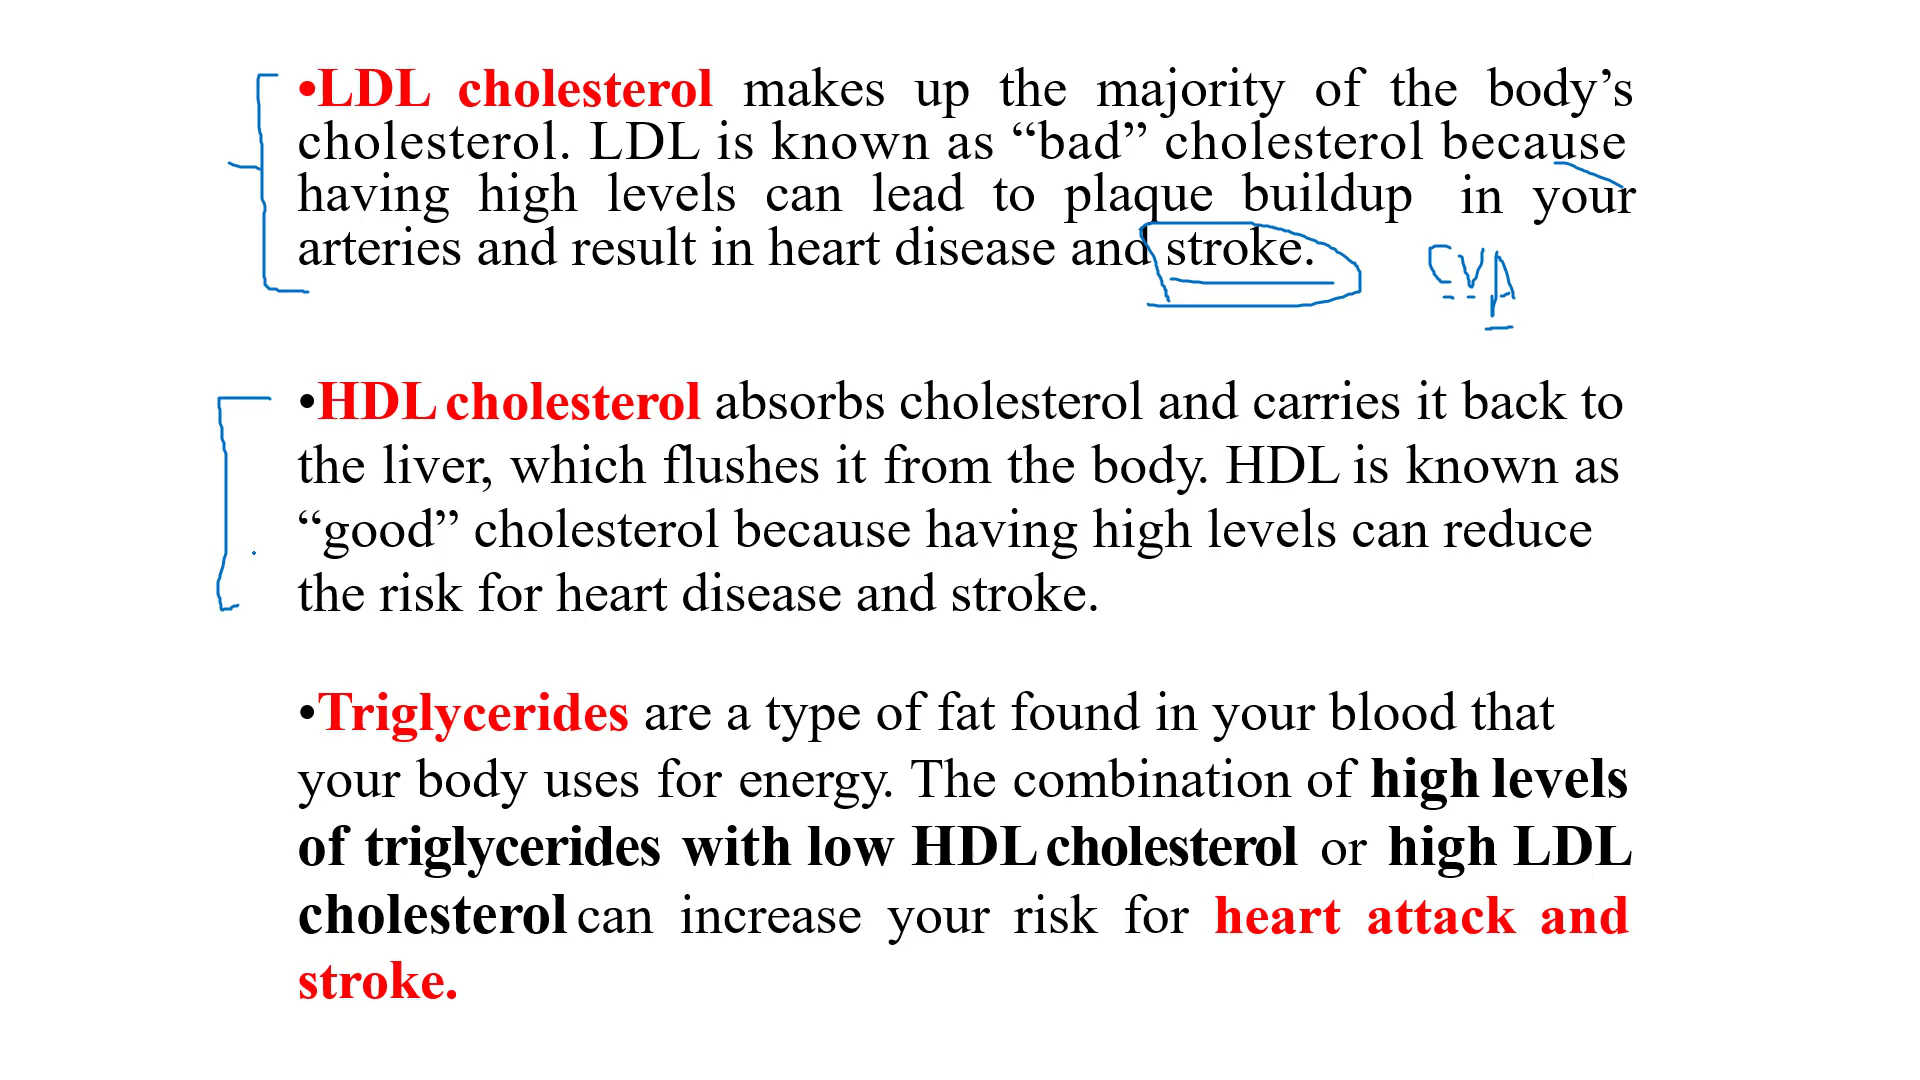 •LDL cholesterol makes up the majority of the body’s
cholesterol. LDL is known as “bad” cholesterol because
having high levels can lead to plaque buildup in your
arteries and result in heart disease and stroke.
CVA
•HDL cholesterol absorbs cholesterol and carries it back to
the liver, which flushes it from the body. HDL is known as
“good” cholesterol because having high levels can reduce
the risk for heart disease and stroke.
•Triglycerides are a type of fat found in your blood that
your body uses for energy. The combination of high levels
of triglycerides with low HDL cholesterol or high LDL
cholesterol can increase your risk for heart attack and
stroke.